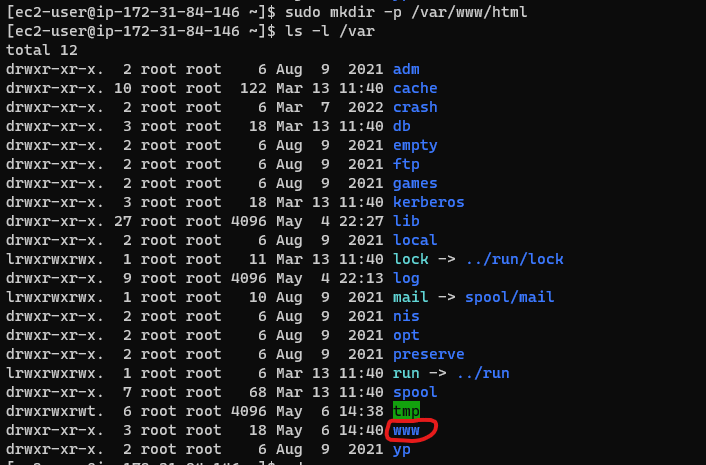 [ec2-user@ip-172-31-84-146 ~]$ sudo mkdir -p /var/www/html
[ec2-user@ip-172-31-84-146 ~]$ ls -l /var
total 12
drwxr-xr-x.  2 root root    6 Aug  9  2021 adm
drwxr-xr-x. 10 root root  122 Mar 13 11:40 cache
drwxr-xr-x.  2 root root    6 Mar  7  2022 crash
drwxr-xr-x.  3 root root   18 Mar 13 11:40 db
drwxr-xr-x.  2 root root    6 Aug  9  2021 empty
drwxr-xr-x.  2 root root    6 Aug  9  2021 ftp
drwxr-xr-x.  2 root root    6 Aug  9  2021 games
drwxr-xr-x.  3 root root   18 Mar 13 11:40 kerberos
drwxr-xr-x. 27 root root 4096 May  4 22:27 lib
drwxr-xr-x.  2 root root    6 Aug  9  2021 local
lrwxrwxrwx.  1 root root   11 Mar 13 11:40 lock -> ../run/lock
drwxr-xr-x.  9 root root 4096 May  4 22:13 log
lrwxrwxrwx.  1 root root   10 Aug  9  2021 mail -> spool/mail
drwxr-xr-x.  2 root root    6 Aug  9  2021 nis
drwxr-xr-x.  2 root root    6 Aug  9  2021 opt
drwxr-xr-x.  2 root root    6 Aug  9  2021 preserve
lrwxrwxrwx.  1 root root    6 Mar 13 11:40 run -> ../run
drwxr-xr-x.  7 root root   68 Mar 13 11:40 spool
drwxrwxrwt.  6 root root 4096 May  6 14:38 tmp
drwxr-xr-x.  3 root root   18 May  6 14:40 www
drwxr-xr-x.  2 root root    6 Aug  9  2021 yp